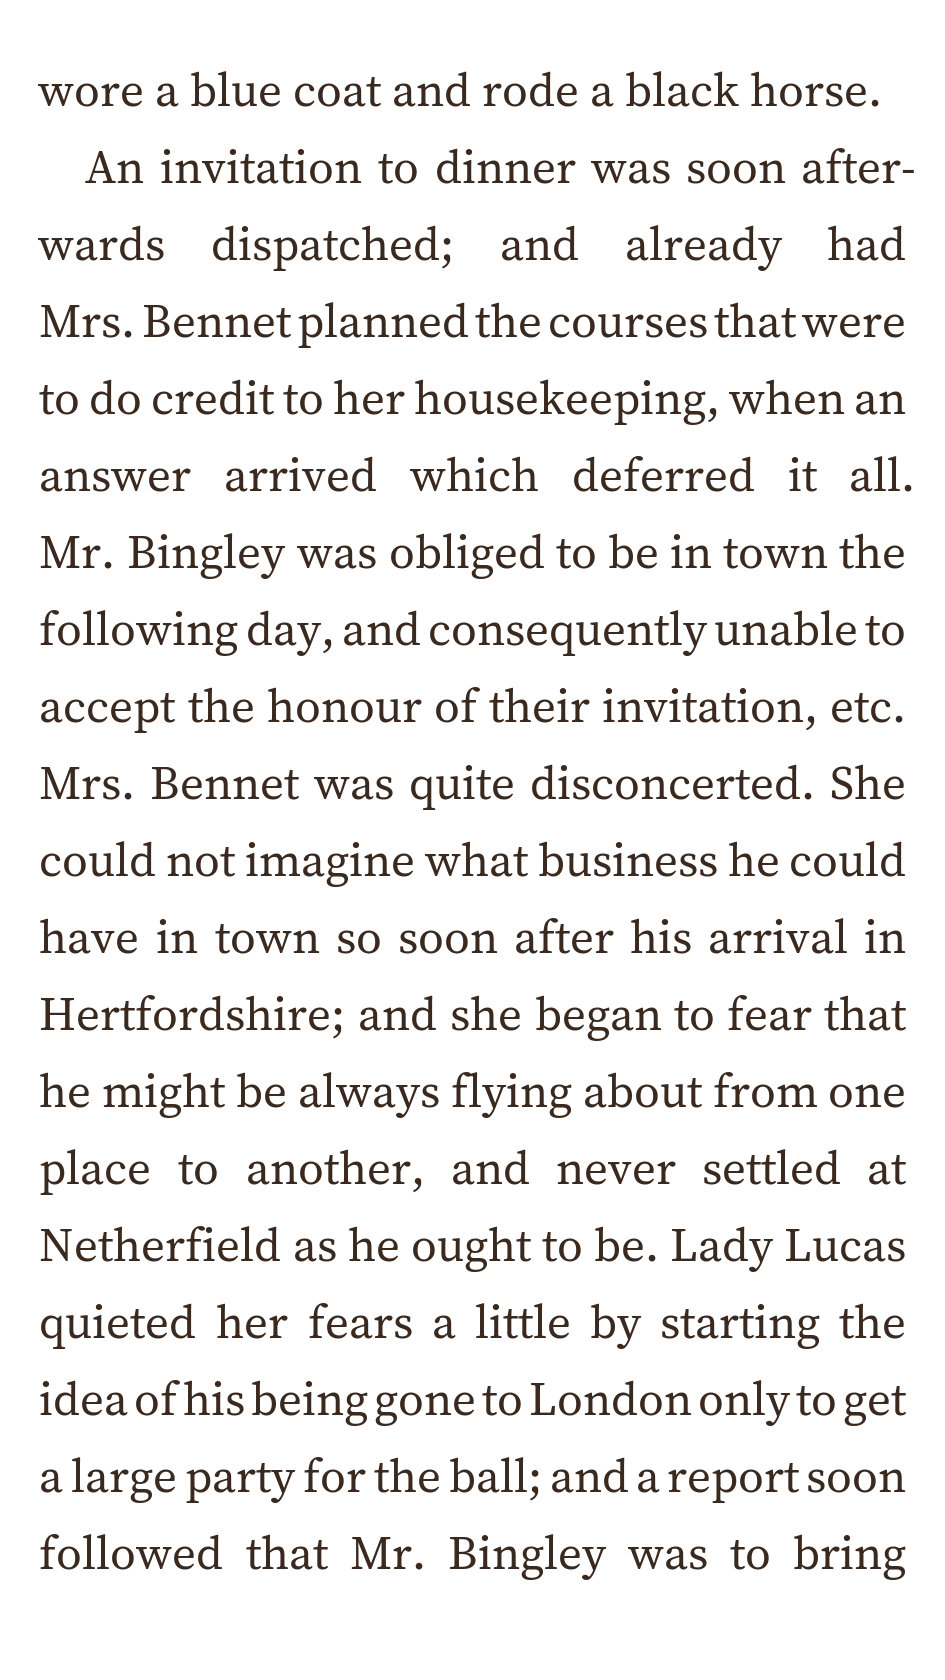 wore a blue coat and rode a black horse.
An invitation to dinner was soon after-
wards dispatched; and already had
Mrs. Bennet planned the courses that were
to do credit to her housekeeping, when an
answer arrived which deferred it all.
Mr. Bingley was obliged to be in town the
following day, and consequently unable to
accept the honour of their invitation, etc.
Mrs. Bennet was quite disconcerted. She
could not imagine what business he could
have in town so soon after his arrival in
Hertfordshire; and she began to fear that
he might be always flying about from one
place to another, and never settled at
Netherfield as he ought to be. Lady Lucas
quieted her fears a little by starting the
idea of his being gone to London only to get
a large party for the ball; and a report soon
followed that Mr. Bingley was to bring